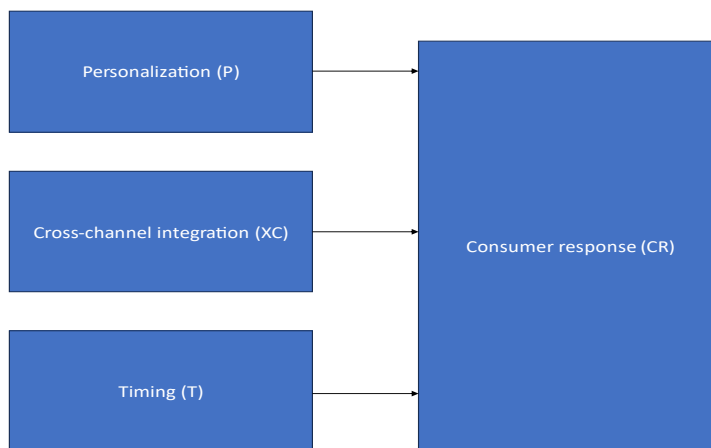 Personalization (P)
Cross-channel integration (XC)
Consumer response (CR)
Timing (T)